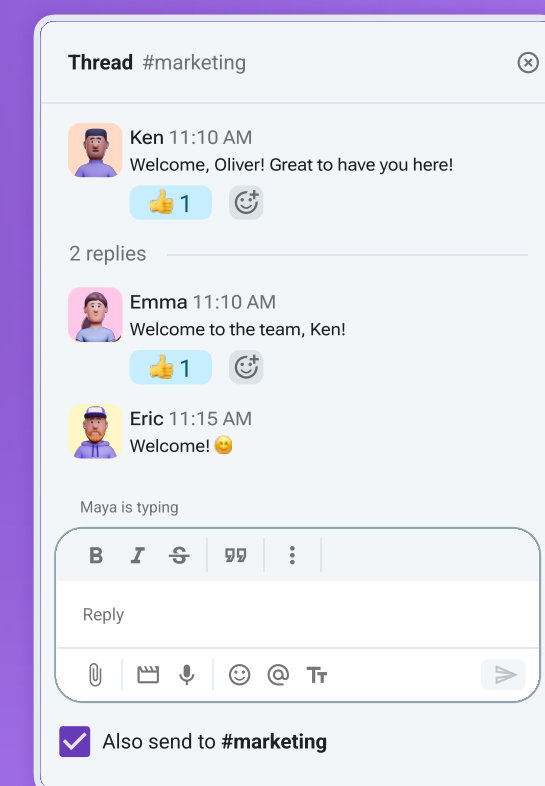 Thread #marketing
Ken 11:10 AM
Welcome, Oliver! Great to have you here!
👍 1
2 replies
Emma 11:10 AM
Welcome to the team, Ken!
👍 1
Eric 11:15 AM
Welcome! 😊
Maya is typing
B I S
Reply
@ TT
Also send to #marketing